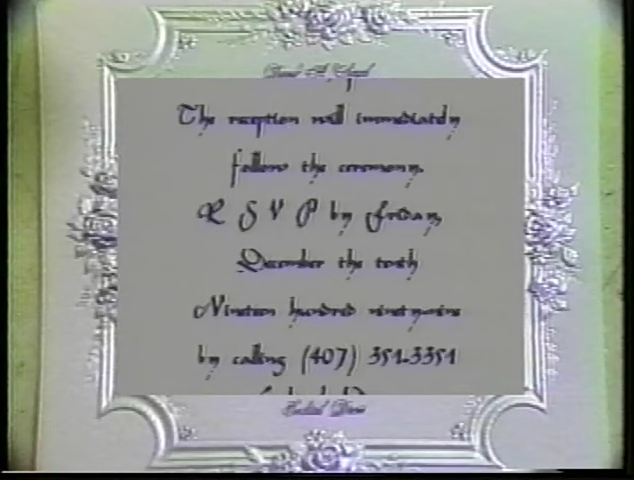 The reception will immediately
follow the ceremony.
R S V P by Friday,
December the tenth
Nineteen hundred ninety-nine
by calling (407) 351-3351